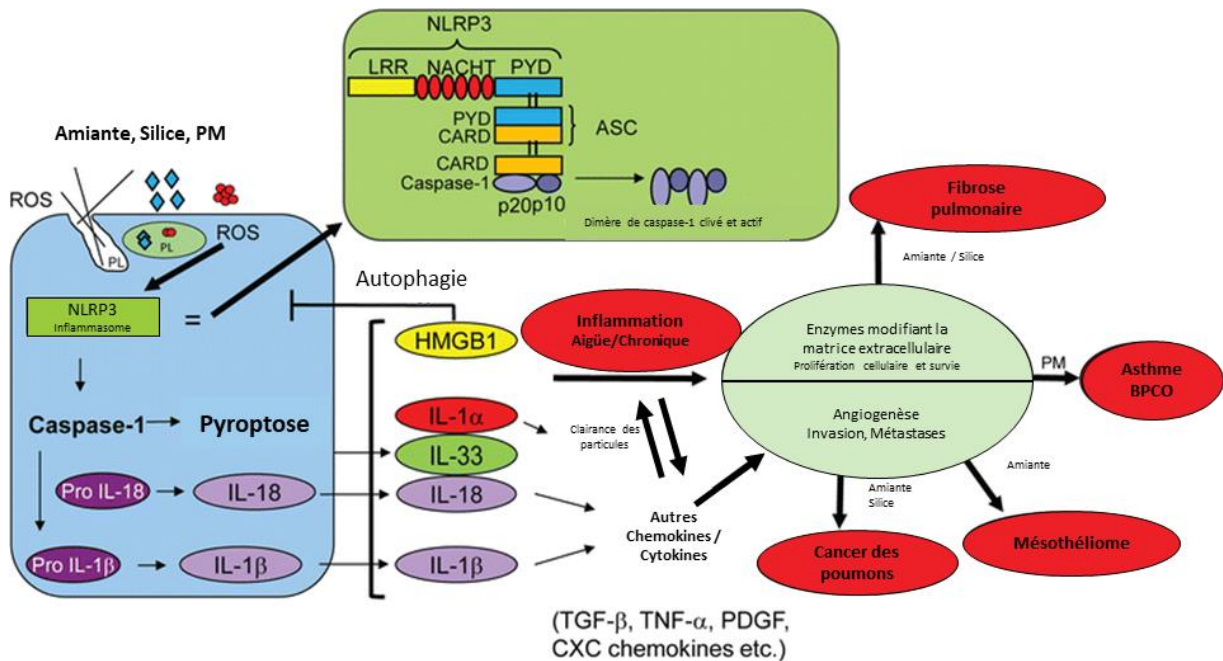 NLRP3
LRR NACHT PYD
PYD
CARD
ASC
CARD
Caspase-1
p20p10
Dimère de caspase-1 clivé et actif
Amiante, Silice, PM
ROS
PL
PL
ROS
NLRP3
Inflammasome
=
Caspase-1
Pyroptose
Pro IL-18
IL-18
Pro IL-1β
IL-1β
Autophagie
HMGB1
IL-1α
IL-33
IL-18
IL-1β
Inflammation
Aigüe/Chronique
Clairance des
particules
Autres
Chemokines /
Cytokines
(TGF-β, TNF-α, PDGF,
CXC chemokines etc.)
Enzymes modifiant la
matrice extracellulaire
Prolifération cellulaire et survie
Angiogenèse
Invasion, Métastases
Amiante / Silice
Fibrose
pulmonaire
PM
Asthme
BPCO
Amiante
Mésothéliome
Amiante
Silice
Cancer des
poumons